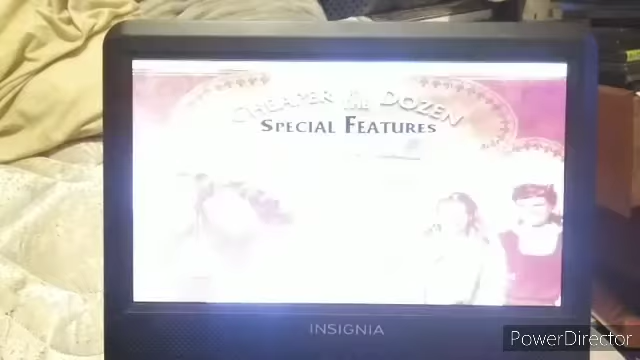 CHEAPER BY THE DOZEN
SPECIAL FEATURES
INSIGNIA
PowerDirector